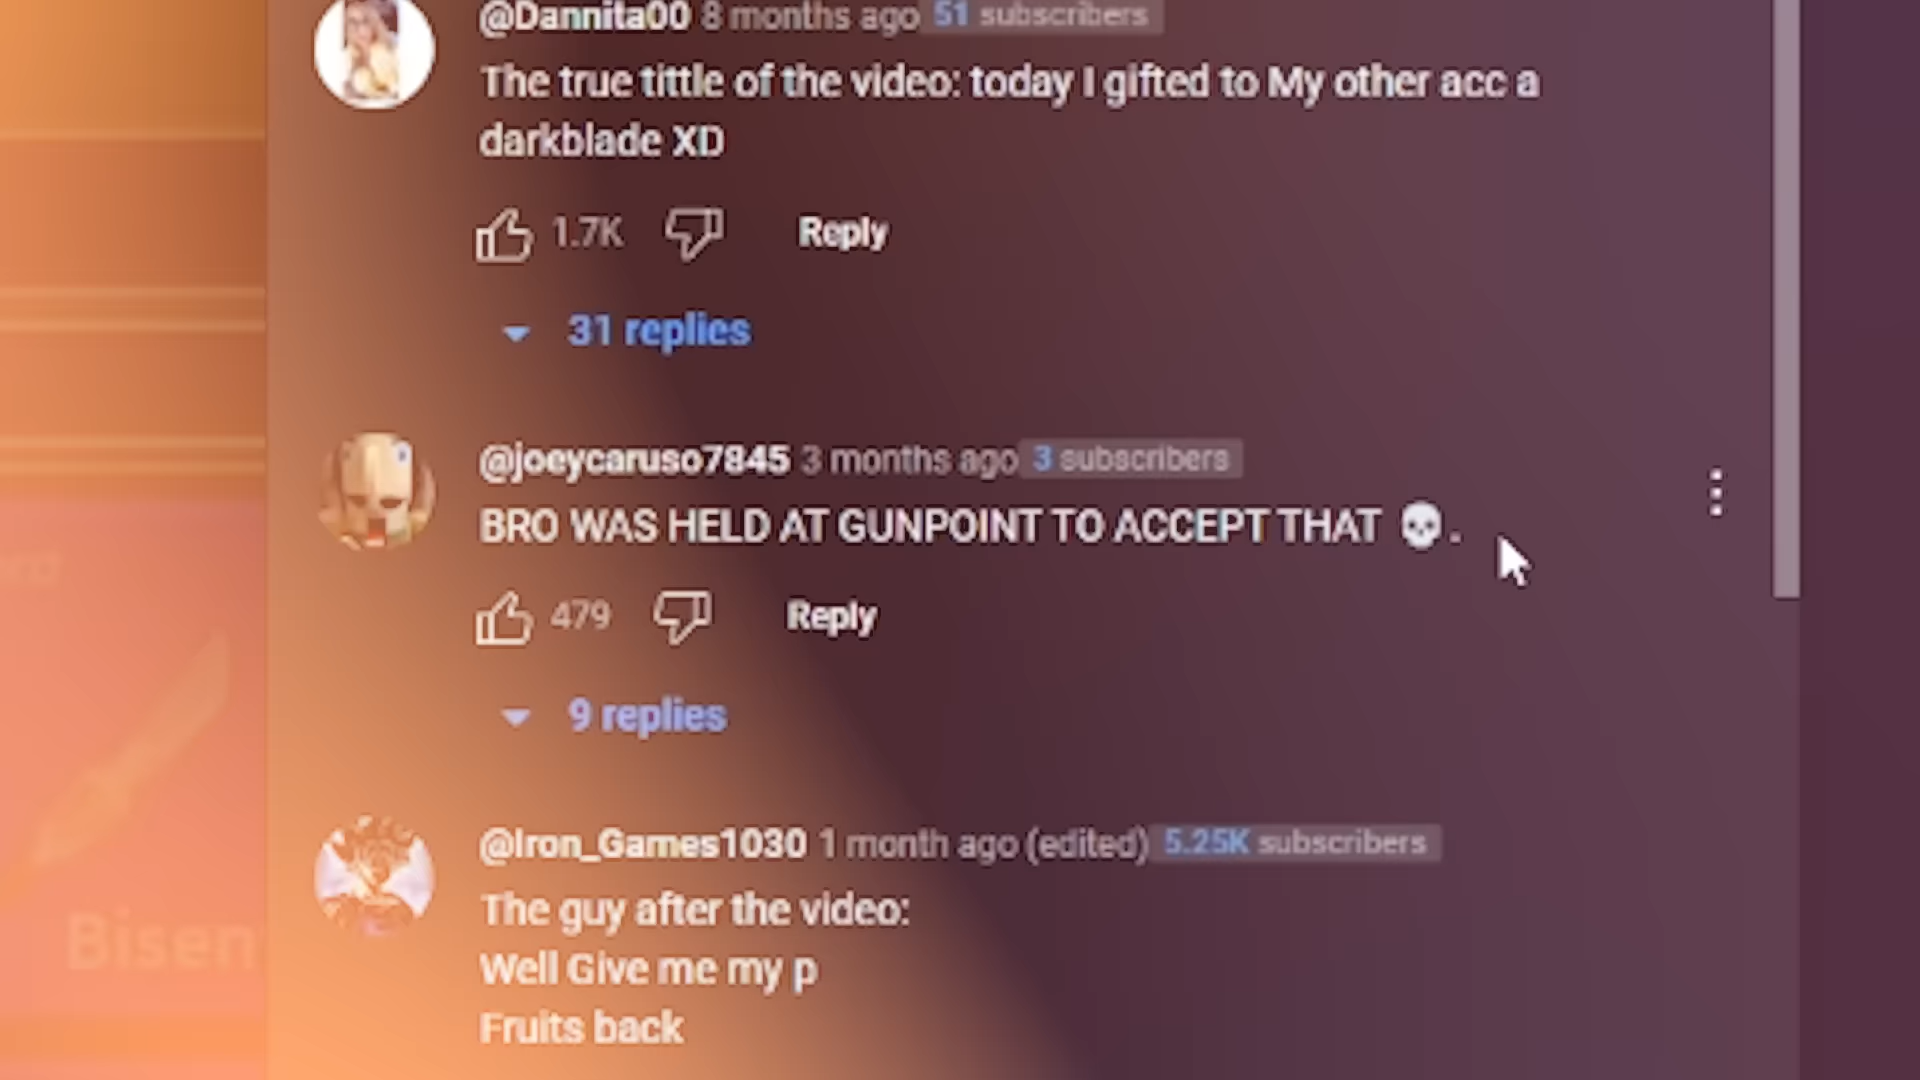 @Dannita00 8 months ago 51 subscribers
The true tittle of the video: today I gifted to My other acc a
darkblade XD
1.7K Reply
31 replies
@joeycaruso7845 3 months ago 3 subscribers
BRO WAS HELD AT GUNPOINT TO ACCEPT THAT 💀.
479 Reply
9 replies
@Iron_Games1030 1 month ago (edited) 5.25K subscribers
The guy after the video:
Well Give me my p
Fruits back
Bisen